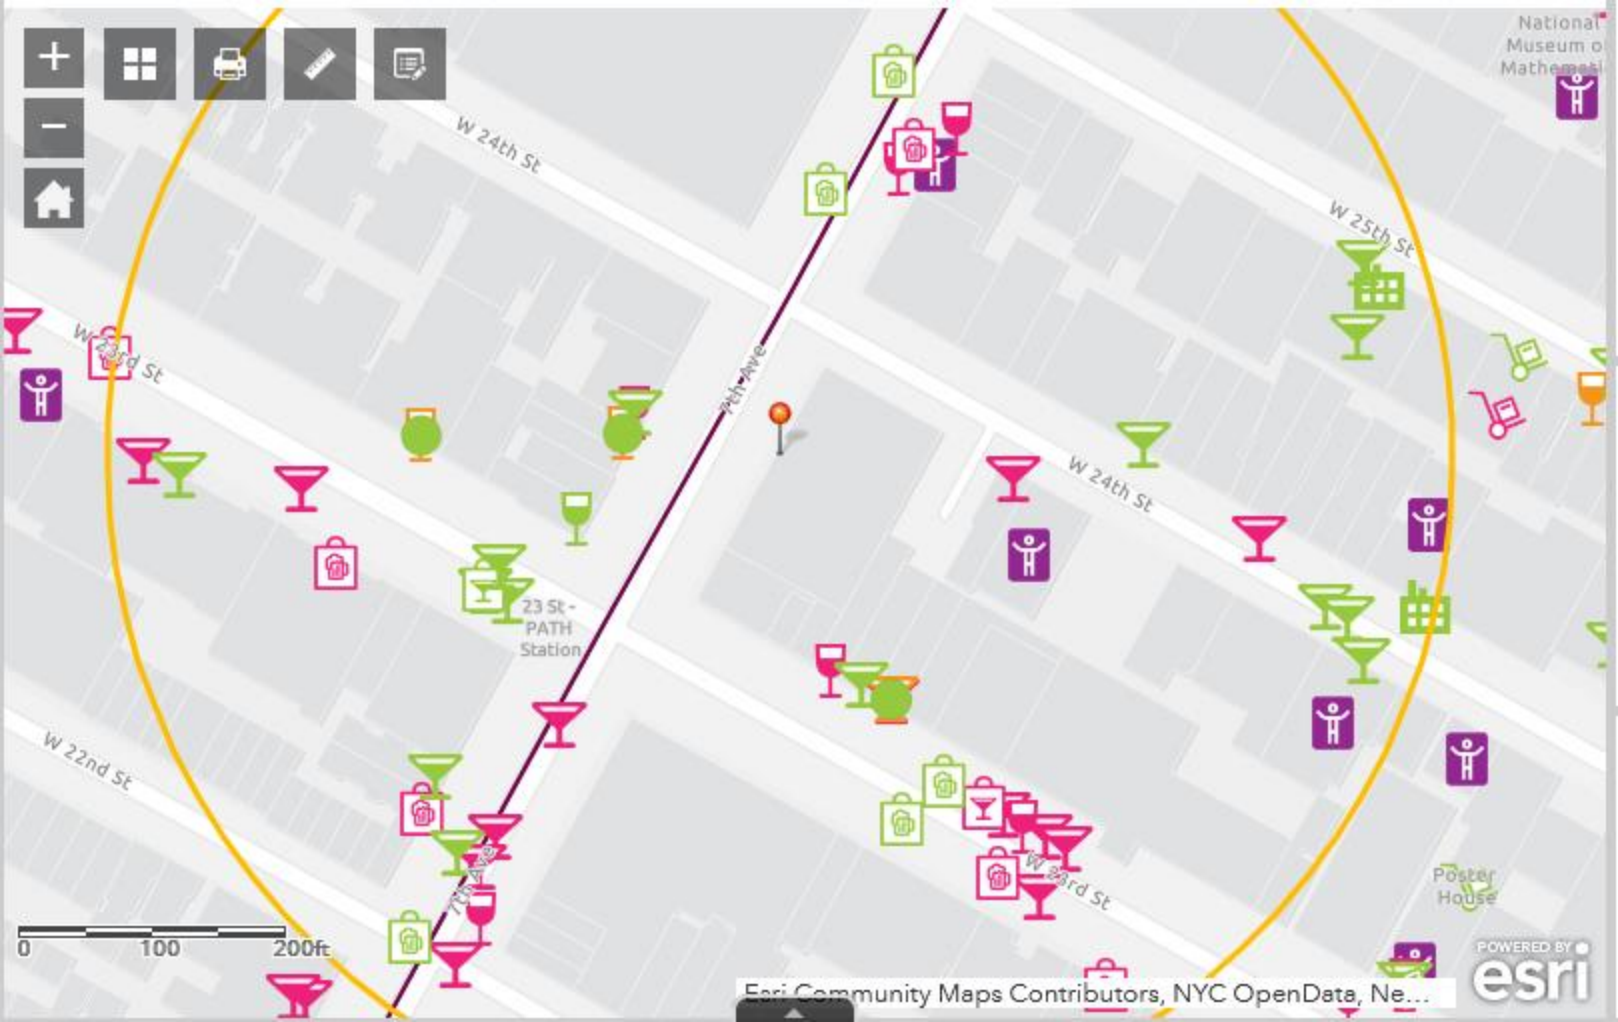 National
Museum o
Mathemati
W 24th St
W 25th St
W 23rd St
7th Ave
W 24th St
23 St -
PATH
Station
W 22nd St
7th Ave
W 23rd St
Poster
House
0 100 200ft
POWERED BY
esri
Esri Community Maps Contributors, NYC OpenData, Ne...